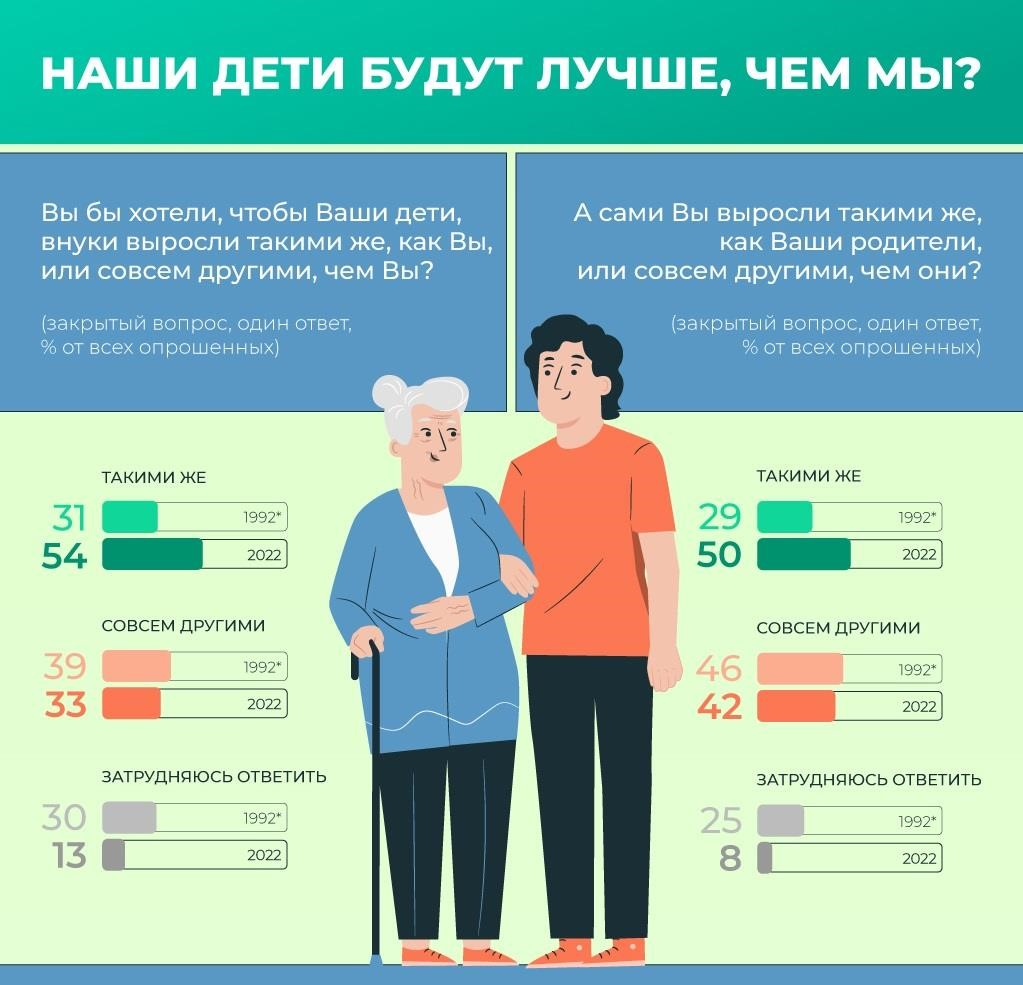 НАШИ ДЕТИ БУДУТ ЛУЧШЕ, ЧЕМ МЫ?
Вы бы хотели, чтобы Ваши дети,
внуки выросли такими же, как Вы,
или совсем другими, чем Вы?
(закрытый вопрос, один ответ,
% от всех опрошенных)
А сами Вы выросли такими же,
как Ваши родители,
или совсем другими, чем они?
(закрытый вопрос, один ответ,
% от всех опрошенных)
ТАКИМИ ЖЕ
31 1992*
54 2022
СОВСЕМ ДРУГИМИ
39 1992*
33 2022
ЗАТРУДНЯЮСЬ ОТВЕТИТЬ
30 1992*
13 2022
ТАКИМИ ЖЕ
29 1992*
50 2022
СОВСЕМ ДРУГИМИ
46 1992*
42 2022
ЗАТРУДНЯЮСЬ ОТВЕТИТЬ
25 1992*
8 2022